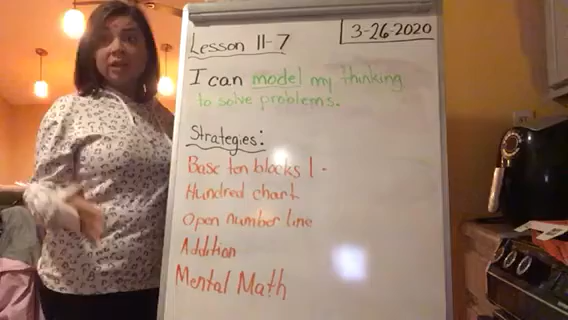 Lesson 11-7
3-26-2020
I can model my thinking
to solve problems.
Strategies:
Base ten blocks | .
Hundred chart
Open number line
Addition
Mental Math